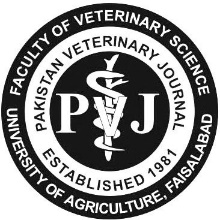 FACULTY OF VETERINARY SCIENCE
PAKISTAN VETERINARY JOURNAL
PVJ
ESTABLISHED 1981
UNIVERSITY OF AGRICULTURE, FAISALABAD